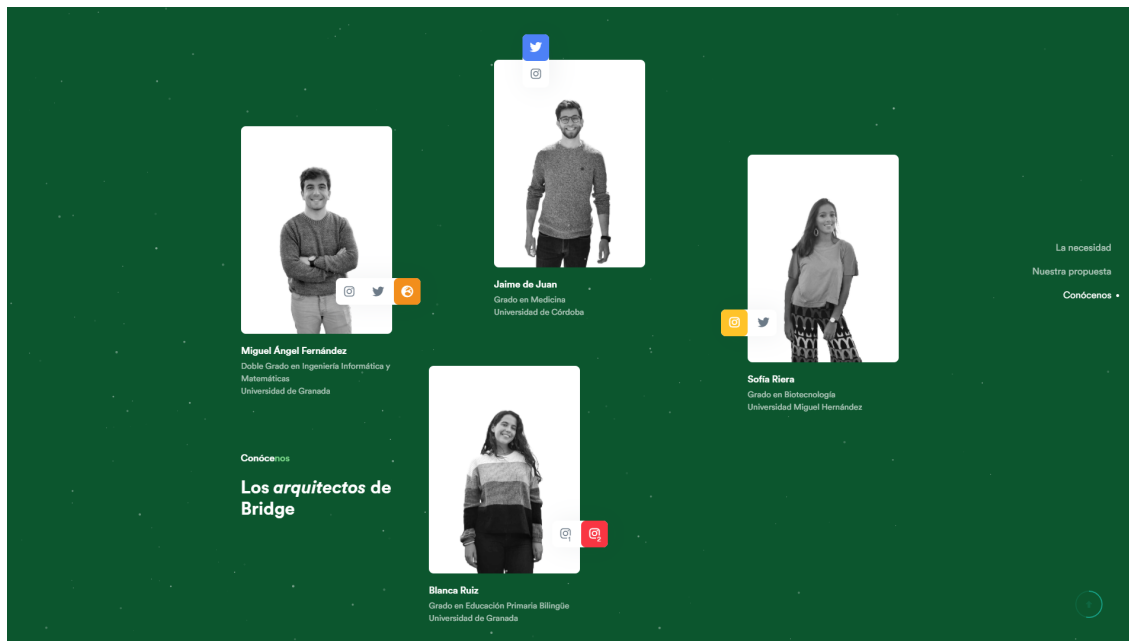 Jaime de Juan
Grado en Medicina
Universidad de Córdoba
Miguel Ángel Fernández
Doble Grado en Ingeniería Informática y
Matemáticas
Universidad de Granada
Sofía Riera
Grado en Biotecnología
Universidad Miguel Hernández
La necesidad
Nuestra propuesta
Conócenos
Conócenos
Los arquitectos de
Bridge
1
2
Blanca Ruiz
Grado en Educación Primaria Bilingüe
Universidad de Granada